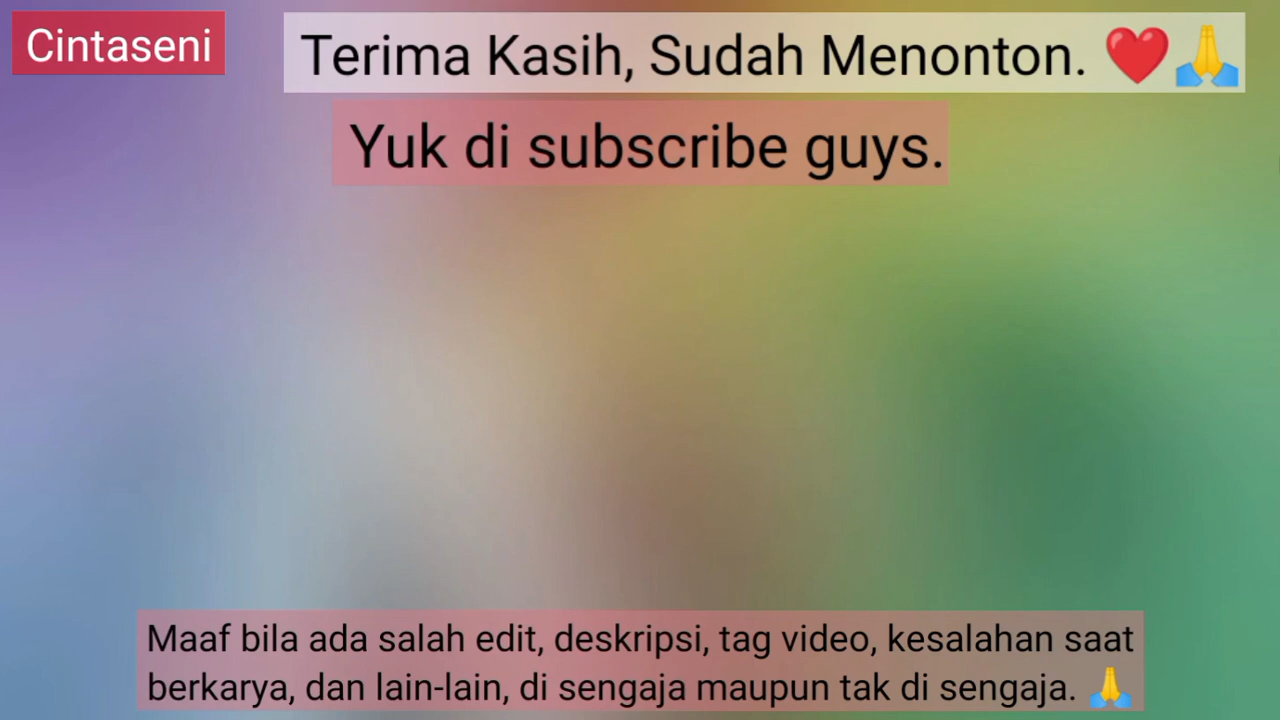 Cintaseni
Terima Kasih, Sudah Menonton. ❤️🙏
Yuk di subscribe guys.
Maaf bila ada salah edit, deskripsi, tag video, kesalahan saat
berkarya, dan lain-lain, di sengaja maupun tak di sengaja. 🙏